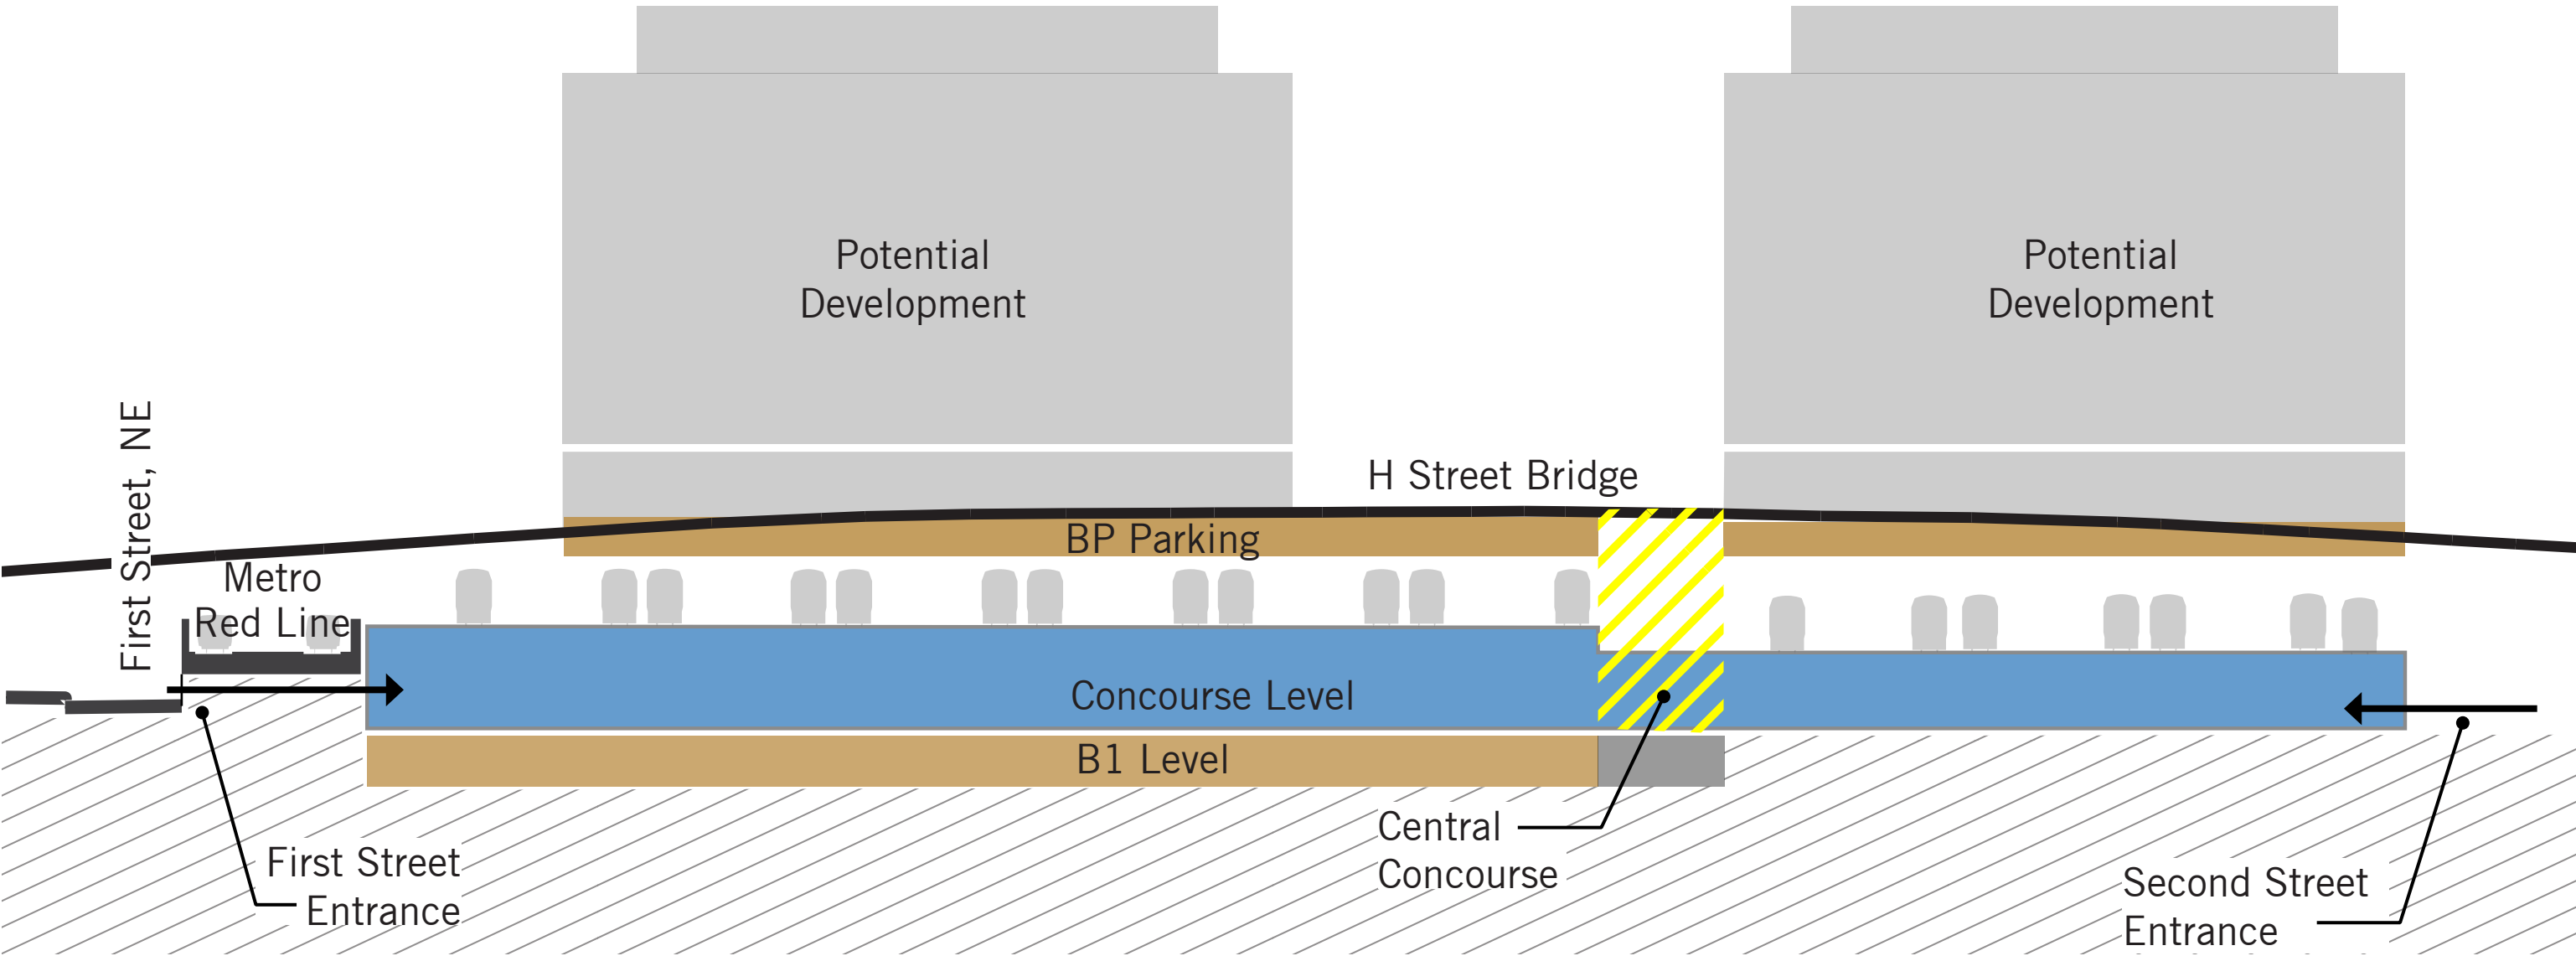 Potential
Development
Potential
Development
First Street, NE
H Street Bridge
BP Parking
Metro
Red Line
Concourse Level
B1 Level
Central
Concourse
First Street
Entrance
Second Street
Entrance